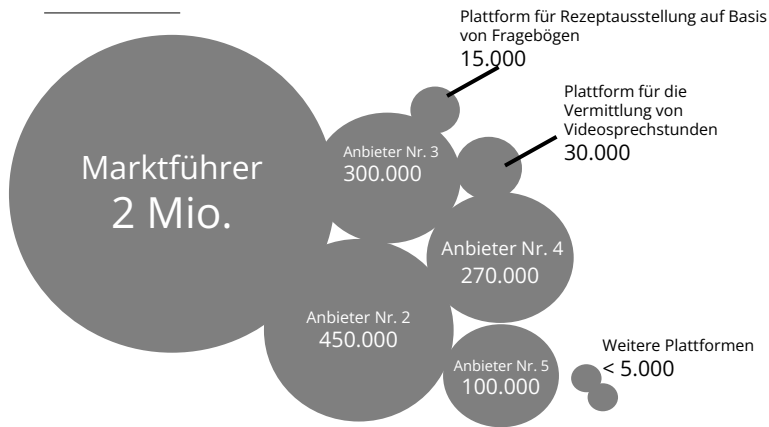 Plattform für Rezeptausstellung auf Basis
von Fragebögen
15.000
Plattform für die
Vermittlung von
Videosprechstunden
30.000
Marktführer
2 Mio.
Anbieter Nr. 3
300.000
Anbieter Nr. 4
270.000
Anbieter Nr. 2
450.000
Anbieter Nr. 5
100.000
Weitere Plattformen
< 5.000